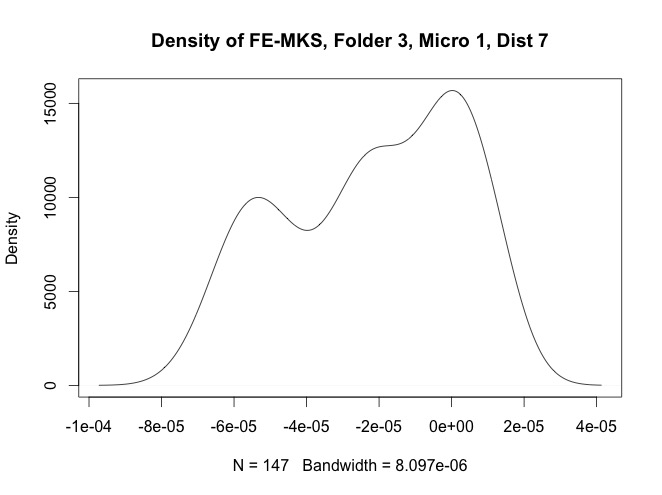 Density of FE-MKS, Folder 3, Micro 1, Dist 7
Density
15000
10000
5000
0
-1e-04 -8e-05 -6e-05 -4e-05 -2e-05 0e+00 2e-05 4e-05
N = 147 Bandwidth = 8.097e-06